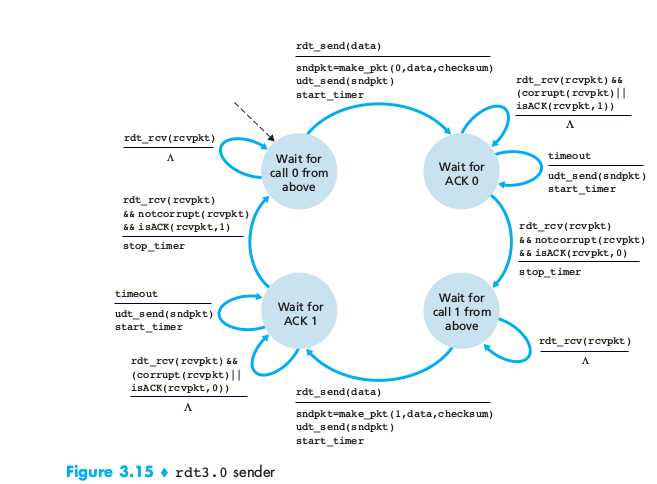 rdt_send(data)
sndpkt=make_pkt(0,data,checksum)
udt_send(sndpkt)
start_timer
rdt_rcv(rcvpkt)&&
(corrupt(rcvpkt)||
isACK(rcvpkt,1))
Λ
rdt_rcv(rcvpkt)
Λ
Wait for
call 0 from
above
Wait for
ACK 0
timeout
udt_send(sndpkt)
start_timer
rdt_rcv(rcvpkt)
&&notcorrupt(rcvpkt)
&&isACK(rcvpkt,1)
stop_timer
rdt_rcv(rcvpkt)
&&notcorrupt(rcvpkt)
&&isACK(rcvpkt,0)
stop_timer
timeout
udt_send(sndpkt)
start_timer
Wait for
ACK 1
Wait for
call 1 from
above
rdt_rcv(rcvpkt)
Λ
rdt_rcv(rcvpkt)&&
(corrupt(rcvpkt)||
isACK(rcvpkt,0))
Λ
rdt_send(data)
sndpkt=make_pkt(1,data,checksum)
udt_send(sndpkt)
start_timer
Figure 3.15 ♦ rdt3.0 sender